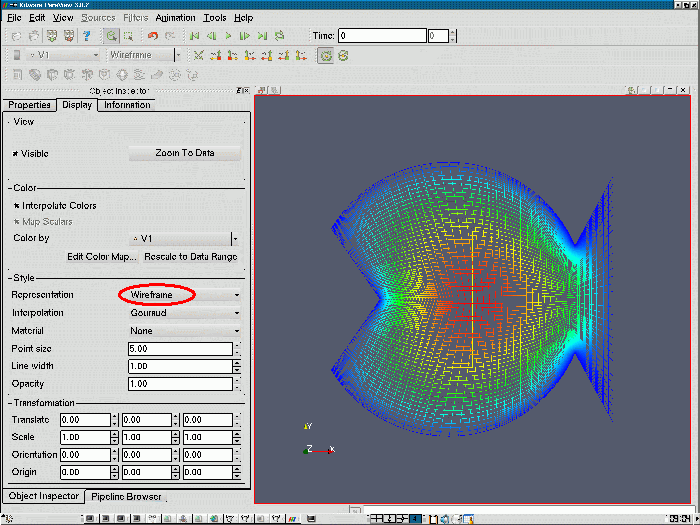 Kitware ParaView 3.0.2
File Edit View Sources Filters Animation Tools Help
Time: 0 0
V1 Wireframe
Object Inspector
Properties Display Information
View
Visible Zoom To Data
Color
Interpolate Colors
Map Scalars
Color by V1
Edit Color Map... Rescale to Data Range
Style
Representation Wireframe
Interpolation Gouraud
Material None
Point size 5.00
Line width 1.00
Opacity 1.00
Transformation
Translate 0.00 0.00 0.00
Scale 1.00 1.00 1.00
Orientation 0.00 0.00 0.00
Origin 0.00 0.00 0.00
Y
Z X
Object Inspector Pipeline Browser